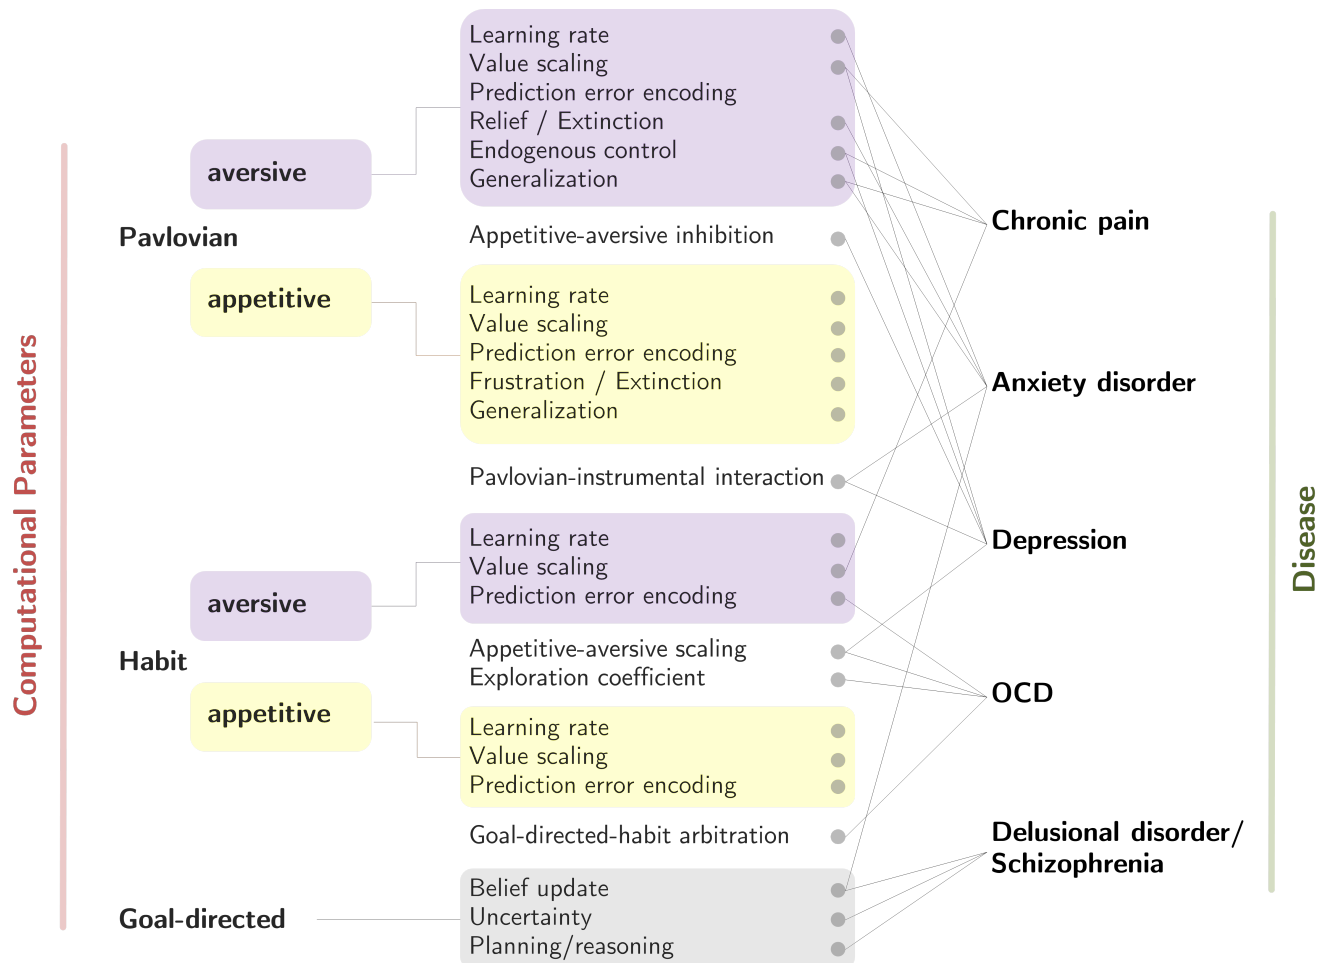 Computational Parameters
Pavlovian
aversive
Learning rate
Value scaling
Prediction error encoding
Relief / Extinction
Endogenous control
Generalization
Appetitive-aversive inhibition
appetitive
Learning rate
Value scaling
Prediction error encoding
Frustration / Extinction
Generalization
Pavlovian-instrumental interaction
Habit
aversive
Learning rate
Value scaling
Prediction error encoding
Appetitive-aversive scaling
Exploration coefficient
appetitive
Learning rate
Value scaling
Prediction error encoding
Goal-directed-habit arbitration
Goal-directed
Belief update
Uncertainty
Planning/reasoning
Chronic pain
Anxiety disorder
Depression
OCD
Delusional disorder/
Schizophrenia
Disease